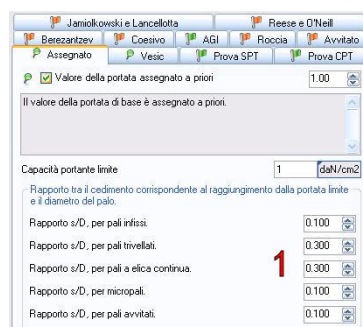 Jamiolkowski e Lancellotta
Reese e O'Neill
Berezantzev
Coesivo
AGI
Roccia
Avvitato
Assegnato
Vesic
Prova SPT
Prova CPT
Valore della portata assegnato a priori
1.00
Il valore della portata di base è assegnato a priori.
Capacità portante limite
1
daN/cm2
Rapporto tra il cedimento corrispondente al raggiungimento dalla portata limite
e il diametro del palo.
Rapporto s/D, per pali infissi.
0.100
Rapporto s/D, per pali trivellati.
0.300
Rapporto s/D, per pali a elica continua.
0.300
1
Rapporto s/D, per micropali.
0.100
Rapporto s/D, per pali avvitati.
0.100